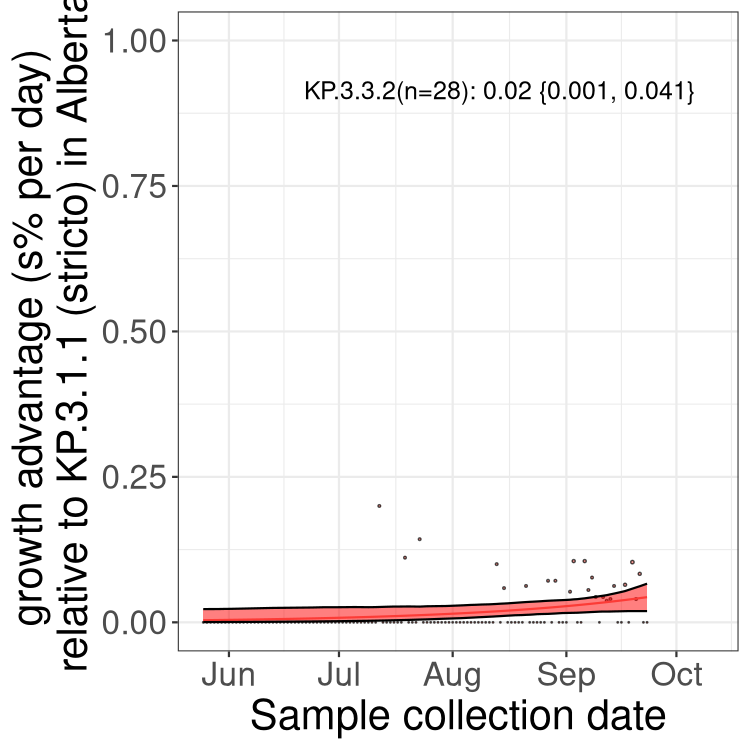 growth advantage (s% per day)
relative to KP.3.1.1 (stricto) in Alberta
1.00
0.75
0.50
0.25
0.00
KP.3.3.2(n=28): 0.02 {0.001, 0.041}
Jun Jul Aug Sep Oct
Sample collection date